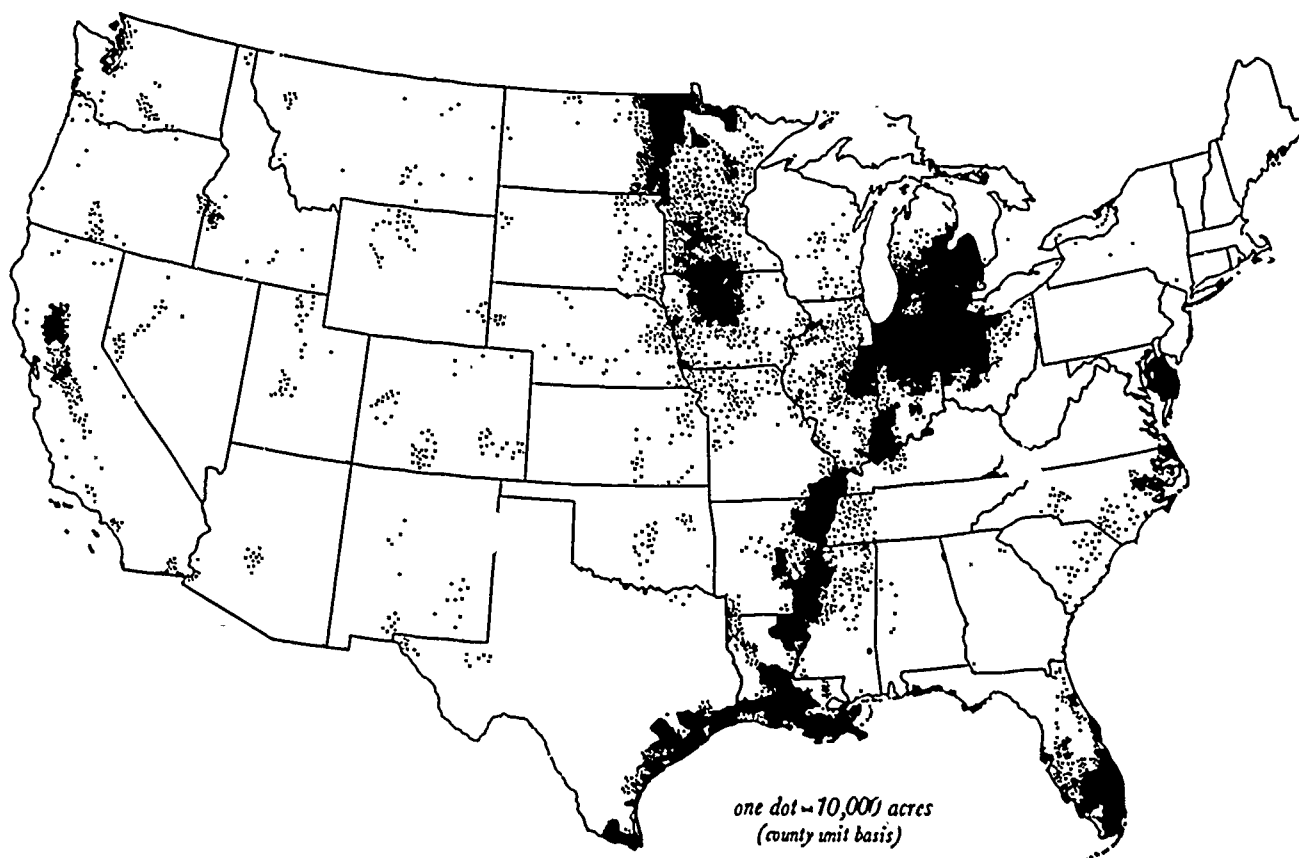 one dot = 10,000 acres
(county unit basis)